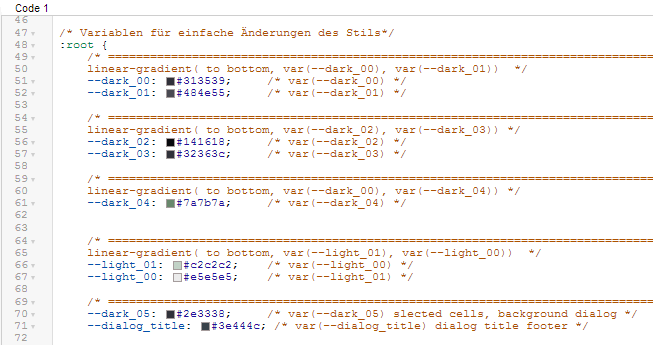 Code 1
46
47 /* Variablen für einfache Änderungen des Stils*/
48 :root {
49 /* ==============================================================================
50 linear-gradient( to bottom, var(--dark_00), var(--dark_01))  */
51 --dark_00: #313539; /* var(--dark_00) */
52 --dark_01: #484e55; /* var(--dark_01) */
53
54 /* ==============================================================================
55 linear-gradient( to bottom, var(--dark_02), var(--dark_03)) */
56 --dark_02: #141618; /* var(--dark_02) */
57 --dark_03: #32363c; /* var(--dark_03) */
58
59 /* ==============================================================================
60 linear-gradient( to bottom, var(--dark_00), var(--dark_04)) */
61 --dark_04: #7a7b7a; /* var(--dark_04) */
62
63
64 /* ==============================================================================
65 linear-gradient( to bottom, var(--light_01), var(--light_00))  */
66 --light_01: #c2c2c2; /* var(--light_00) */
67 --light_00: #e5e5e5; /* var(--light_01) */
68
69 /* ==============================================================================
70 --dark_05: #2e3338; /* var(--dark_05) slected cells, background dialog */
71 --dialog_title: #3e444c; /* var(--dialog_title) dialog title footer */
72